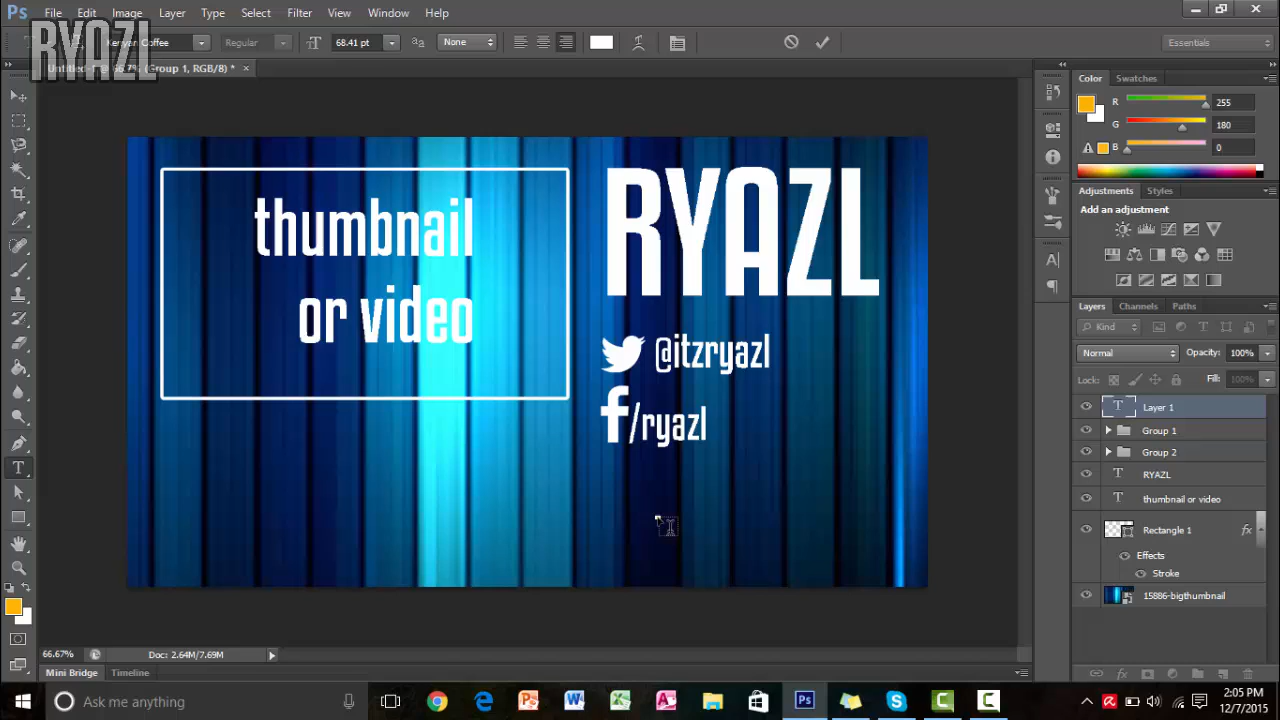 Ps File Edit Image Layer Type Select Filter View Window Help
RYAZL
Regular
68.41 pt
None
Essentials
(Group 1, RGB/8) *
Color Swatches
R 255
G 180
B 0
Adjustments Styles
Add an adjustment
Layers Channels Paths
Kind
Normal Opacity: 100%
Lock: Fill: 100%
Layer 1
Group 1
Group 2
RYAZL
thumbnail or video
Rectangle 1 fx
Effects
Stroke
15886-bigthumbnail
thumbnail
or video
RYAZL
@itzryazl
f/ryazl
66.67% Doc: 2.64M/7.69M
Mini Bridge Timeline
Ask me anything
2:05 PM
12/7/2015